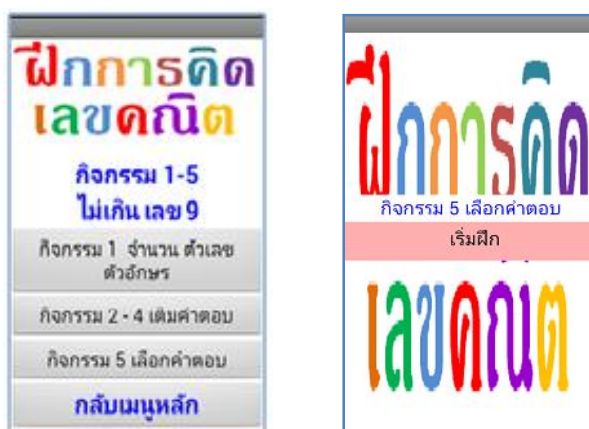 ฝึกการคิด
เลขคณิต
กิจกรรม 1-5
ไม่เกิน เลข 9
กิจกรรม 1 จำนวน ตัวเลข
ตัวอักษร
กิจกรรม 2 - 4 เติมคำตอบ
กิจกรรม 5 เลือกคำตอบ
กลับเมนูหลัก
ฝึกการคิด
กิจกรรม 5 เลือกคำตอบ
เริ่มฝึก
เลขคณิต